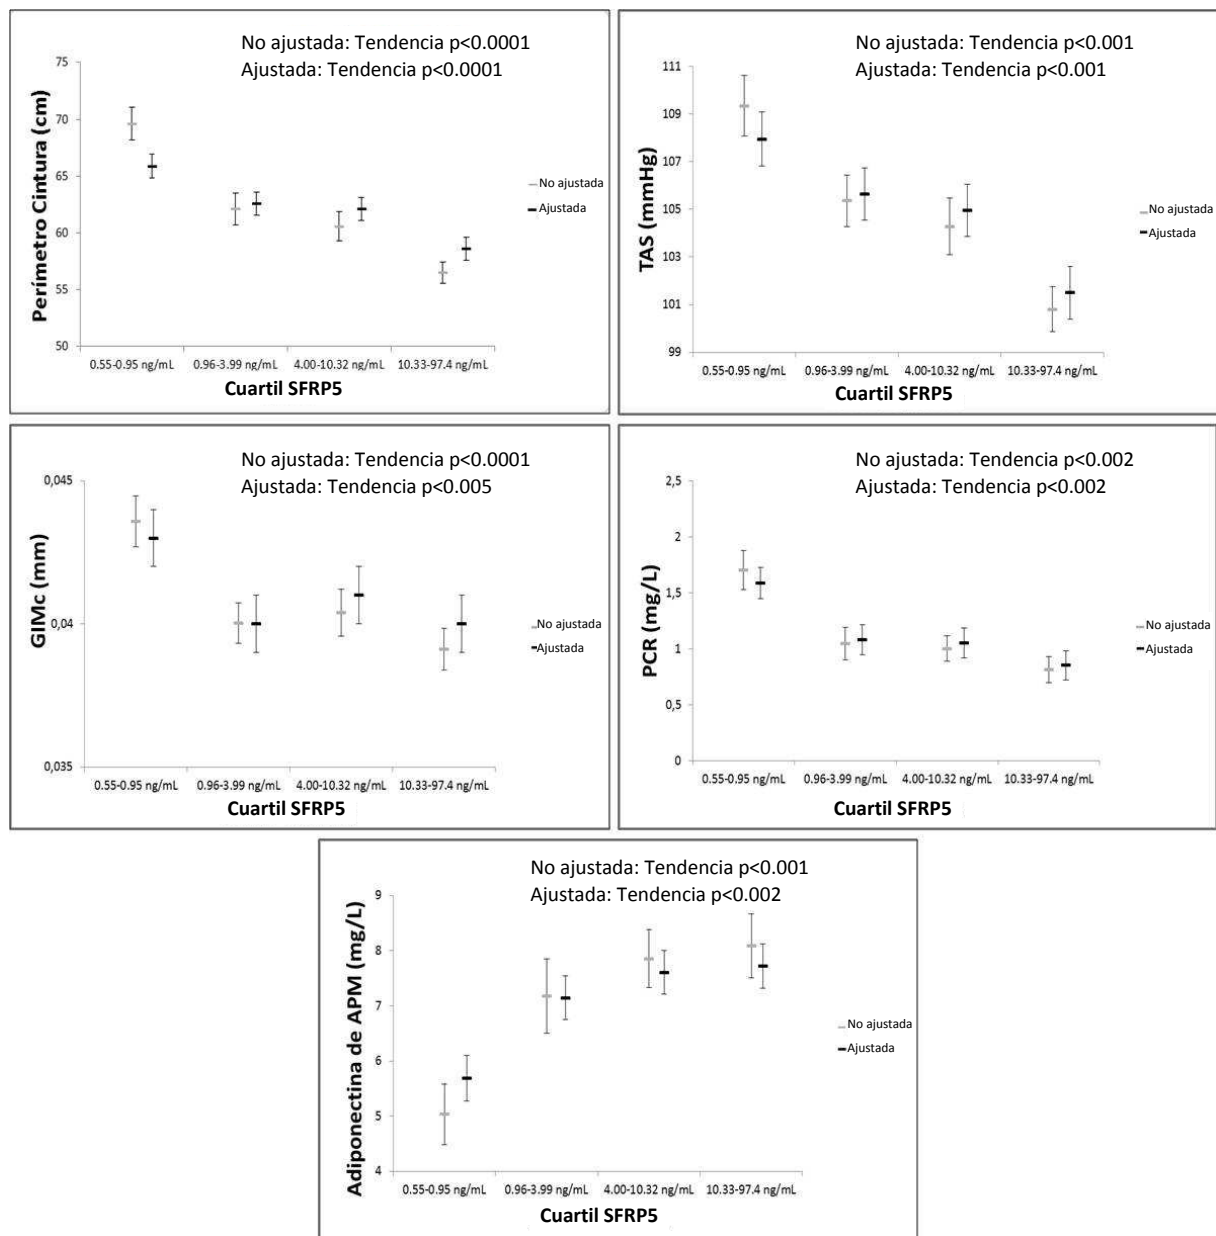 No ajustada: Tendencia p<0.0001
Ajustada: Tendencia p<0.0001
Perímetro Cintura (cm)
75
70
65
60
55
50
No ajustada
Ajustada
0.55-0.95 ng/mL 0.96-3.99 ng/mL 4.00-10.32 ng/mL 10.33-97.4 ng/mL
Cuartil SFRP5
No ajustada: Tendencia p<0.001
Ajustada: Tendencia p<0.001
TAS (mmHg)
111
109
107
105
103
101
99
No ajustada
Ajustada
0.55-0.95 ng/mL 0.96-3.99 ng/mL 4.00-10.32 ng/mL 10.33-97.4 ng/mL
Cuartil SFRP5
No ajustada: Tendencia p<0.0001
Ajustada: Tendencia p<0.005
GIMc (mm)
0,045
0,04
0,035
No ajustada
Ajustada
0.55-0.95 ng/mL 0.96-3.99 ng/mL 4.00-10.32 ng/mL 10.33-97.4 ng/mL
Cuartil SFRP5
No ajustada: Tendencia p<0.002
Ajustada: Tendencia p<0.002
PCR (mg/L)
2,5
2
1,5
1
0,5
0
No ajustada
Ajustada
0.55-0.95 ng/mL 0.96-3.99 ng/mL 4.00-10.32 ng/mL 10.33-97.4 ng/mL
Cuartil SFRP5
No ajustada: Tendencia p<0.001
Ajustada: Tendencia p<0.002
Adiponectina de APM (mg/L)
9
8
7
6
5
4
No ajustada
Ajustada
0.55-0.95 ng/mL 0.96-3.99 ng/mL 4.00-10.32 ng/mL 10.33-97.4 ng/mL
Cuartil SFRP5